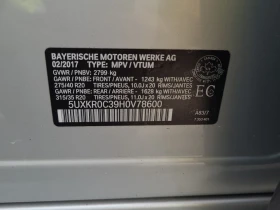 BAYERISCHE MOTOREN WERKE AG
02/2017 TYPE: MPV / VTUM
GVWR / PNBV: 2799 kg
GAWR / PNBE: FRONT / AVANT - 1243 kg WITH/AVEC
275/40 R20 TIRES/PNEUS, 10.0J x 20 RIMS/JANTES
GAWR / PNBE: REAR / ARRIERE - 1628 kg WITH/AVEC
315/35 R20 TIRES/PNEUS, 11.0J x 20 RIMS/JANTES
5UXKR0C39H0V78600
EC